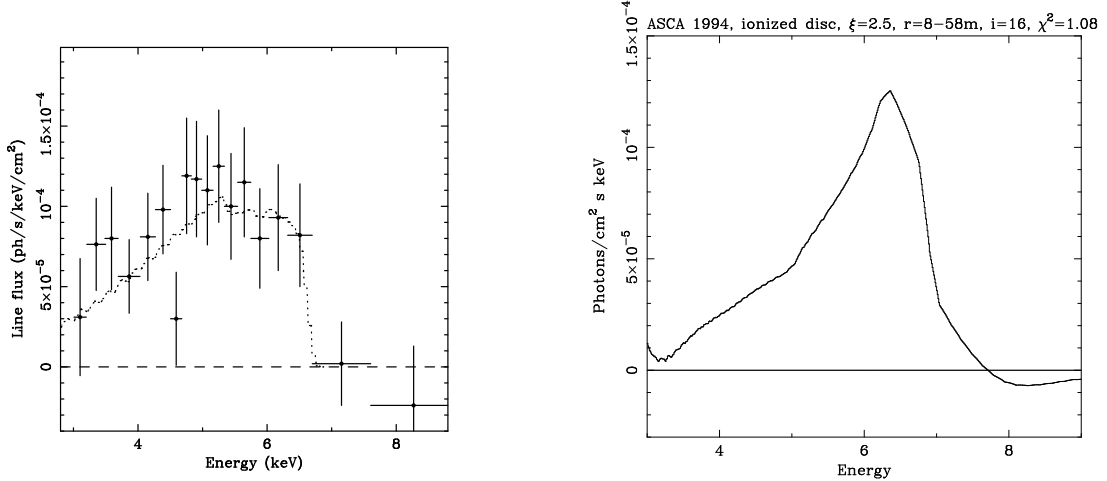 Line flux (ph/s/keV/cm²)
0
5×10⁻⁵
10⁻⁴
1.5×10⁻⁴
4
6
8
Energy (keV)
ASCA 1994, ionized disc, ξ=2.5, r=8−58m, i=16, χ²=1.08
Photons/cm² s keV
0
5×10⁻⁵
10⁻⁴
1.5×10⁻⁴
4
6
8
Energy